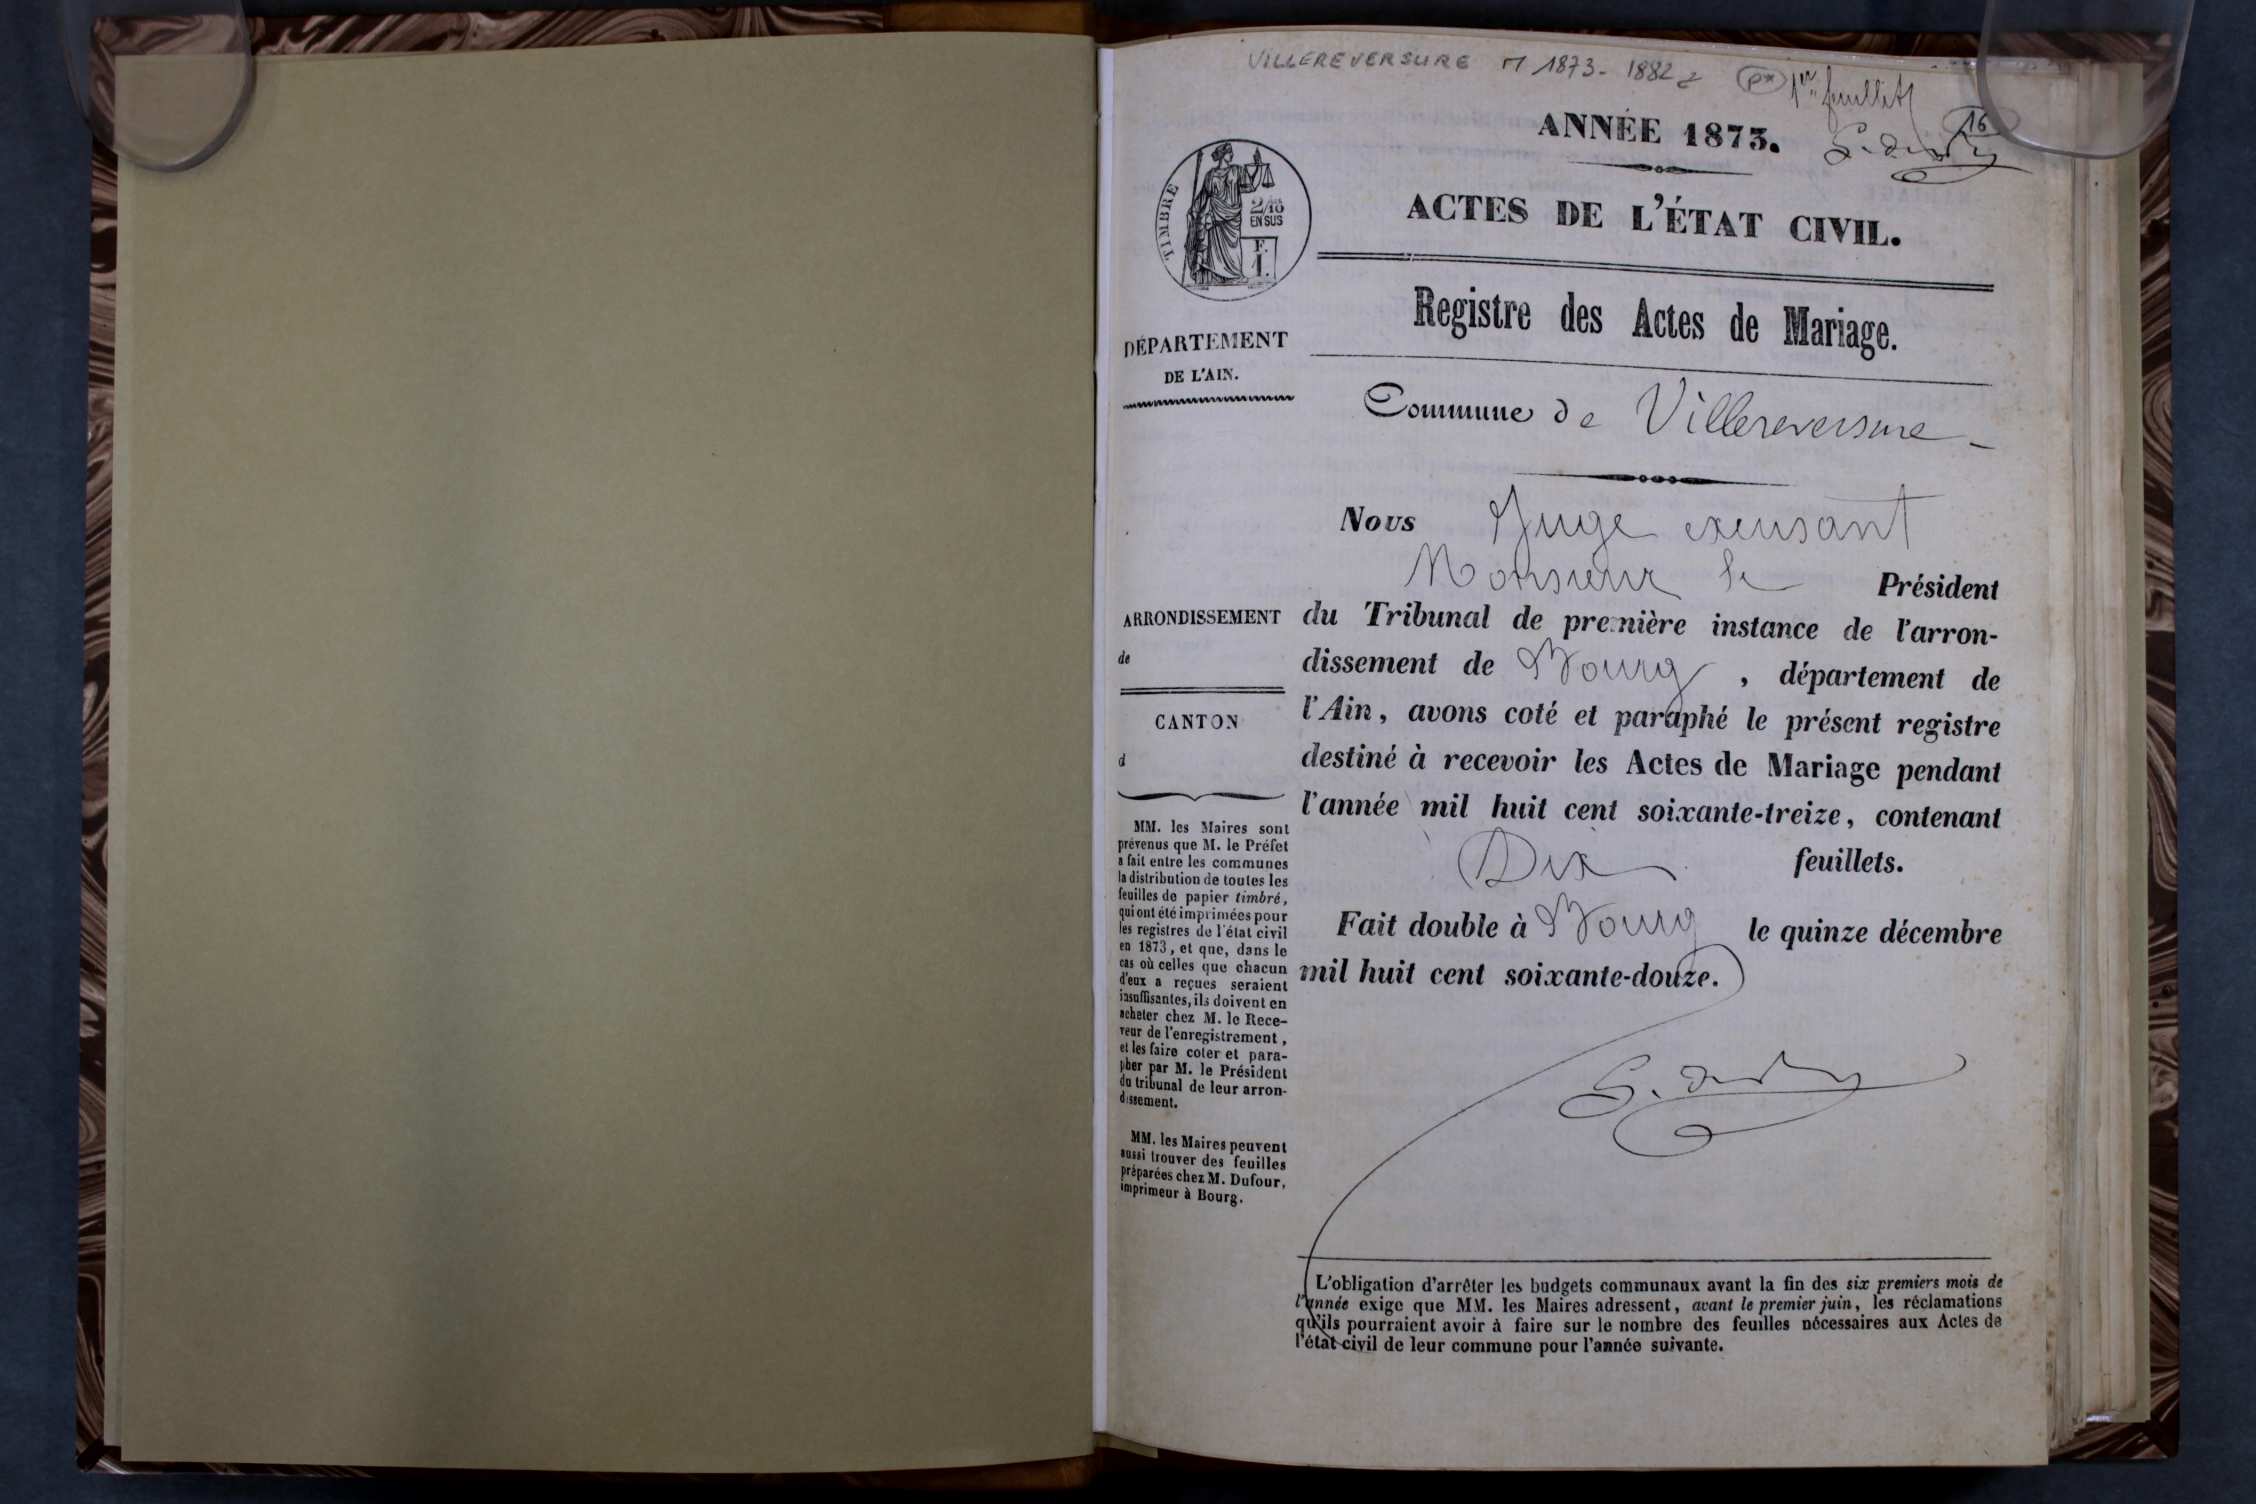 VILLEREVERSURE M 1873-1882
1er feuillet
16
ANNÉE 1873.
TIMBRE
2/10
EN SUS
F.
1.
ACTES DE L'ÉTAT CIVIL.
Registre des Actes de Mariage.
DÉPARTEMENT
DE L'AIN.
Commune de Villereversure
Nous Juge excusant
Monsieur le Président
ARRONDISSEMENT
de
CANTON
d
du Tribunal de première instance de l'arron-
dissement de Bourg, département de
l'Ain, avons coté et paraphé le présent registre
destiné à recevoir les Actes de Mariage pendant
l'année mil huit cent soixante-treize, contenant
Dix feuillets.
Fait double à Bourg le quinze décembre
mil huit cent soixante-douze.
MM. les Maires sont
prévenus que M. le Préfet
a fait entre les communes
la distribution de toutes les
feuilles de papier timbré,
qui ont été imprimées pour
les registres de l'état civil
en 1873, et que, dans le
cas où celles que chacun
d'eux a reçues seraient
insuffisantes, ils doivent en
acheter chez M. le Rece-
veur de l'enregistrement,
et les faire coter et para-
pher par M. le Président
du tribunal de leur arron-
dissement.
MM. les Maires peuvent
aussi trouver des feuilles
préparées chez M. Dufour,
imprimeur à Bourg.
L'obligation d'arrêter les budgets communaux avant la fin des six premiers mois de
l'année exige que MM. les Maires adressent, avant le premier juin, les réclamations
qu'ils pourraient avoir à faire sur le nombre des feuilles nécessaires aux Actes de
l'état civil de leur commune pour l'année suivante.